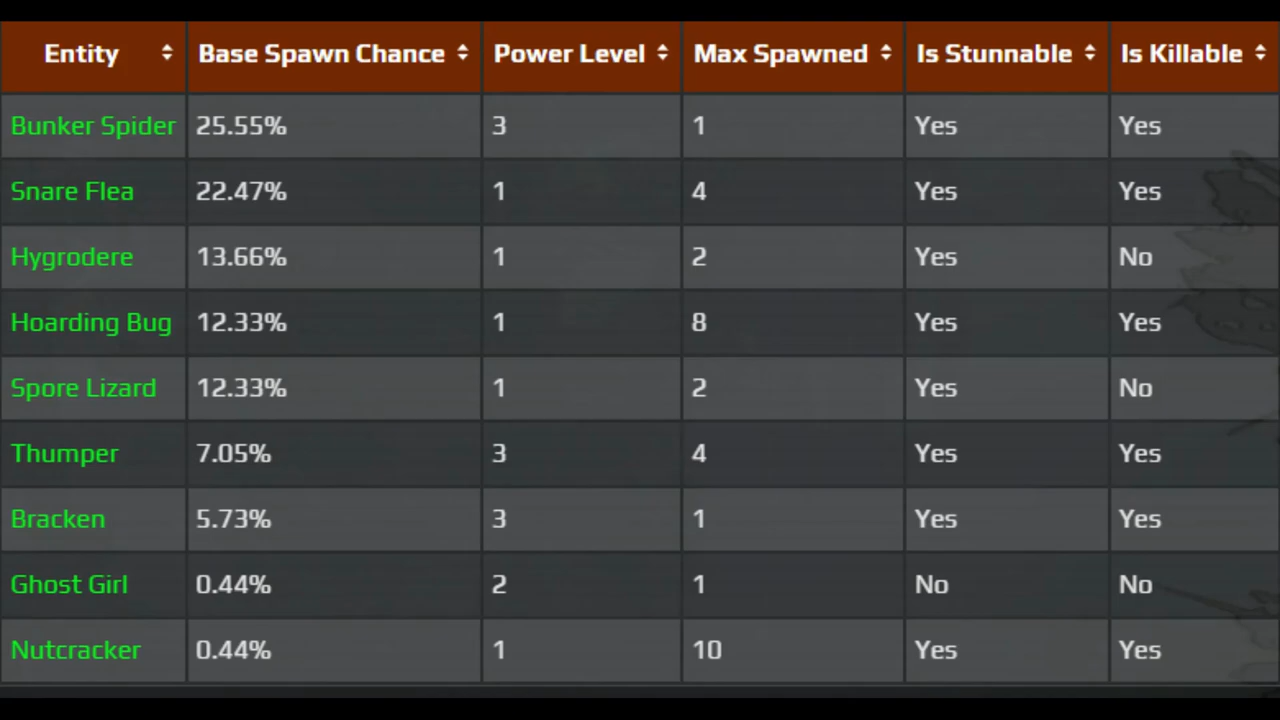 Entity Base Spawn Chance Power Level Max Spawned Is Stunnable Is Killable
Bunker Spider 25.55% 3 1 Yes Yes
Snare Flea 22.47% 1 4 Yes Yes
Hygrodere 13.66% 1 2 Yes No
Hoarding Bug 12.33% 1 8 Yes Yes
Spore Lizard 12.33% 1 2 Yes No
Thumper 7.05% 3 4 Yes Yes
Bracken 5.73% 3 1 Yes Yes
Ghost Girl 0.44% 2 1 No No
Nutcracker 0.44% 1 10 Yes Yes